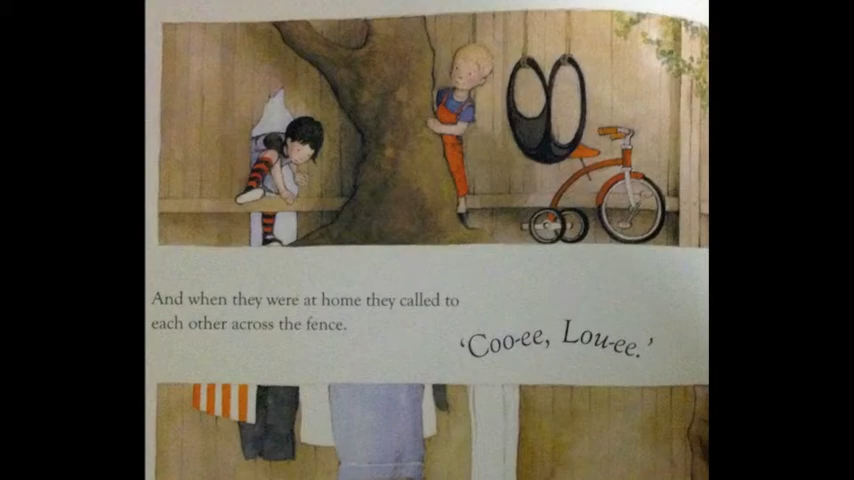 And when they were at home they called to
each other across the fence.
‘Coo-ee, Lou-ee.’